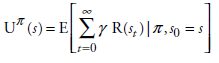 U^π(s) = E[∑_{t=0}^{∞} γ R(s_t) | π, s_0 = s]